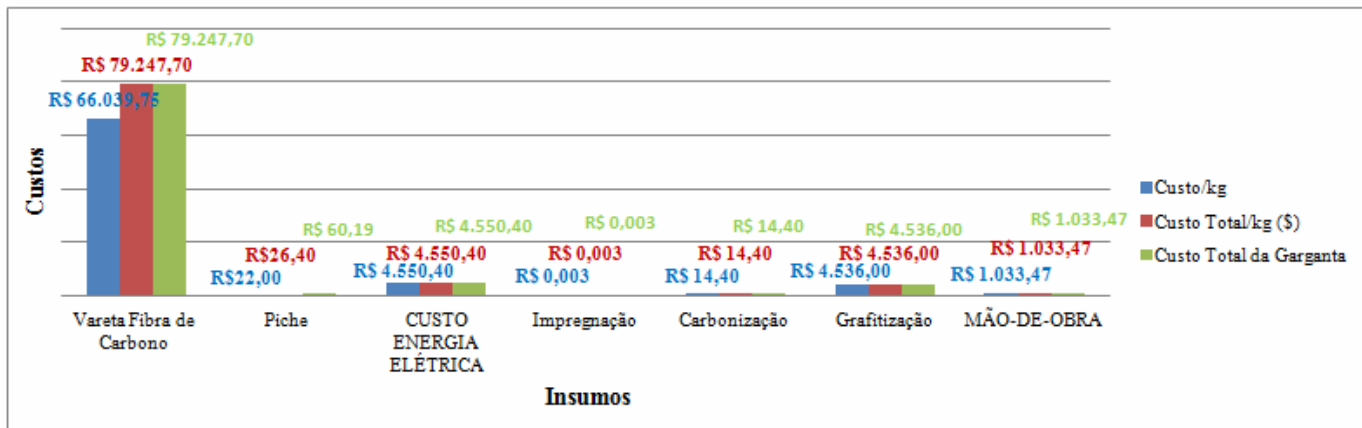 R$ 79.247,70
R$ 79.247,70
R$ 66.039,75
R$ 60,19
R$ 4.550,40
R$ 0,003
R$ 14,40
R$ 4.536,00
R$ 1.033,47
R$26,40
R$ 4.550,40
R$ 0,003
R$ 14,40
R$ 4.536,00
R$ 1.033,47
R$22,00
R$ 4.550,40
R$ 0,003
R$ 14,40
R$ 4.536,00
R$ 1.033,47
Custos
Custo/kg
Custo Total/kg ($)
Custo Total da Garganta
Vareta Fibra de
Carbono
Piche
CUSTO
ENERGIA
ELÉTRICA
Impregnação
Carbonização
Grafitização
MÃO-DE-OBRA
Insumos